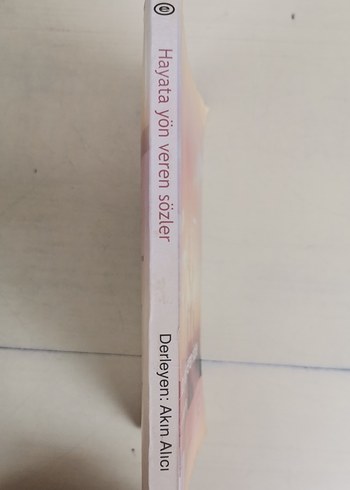 Hayata yön veren sözler
Derleyen: Akın Alıcı